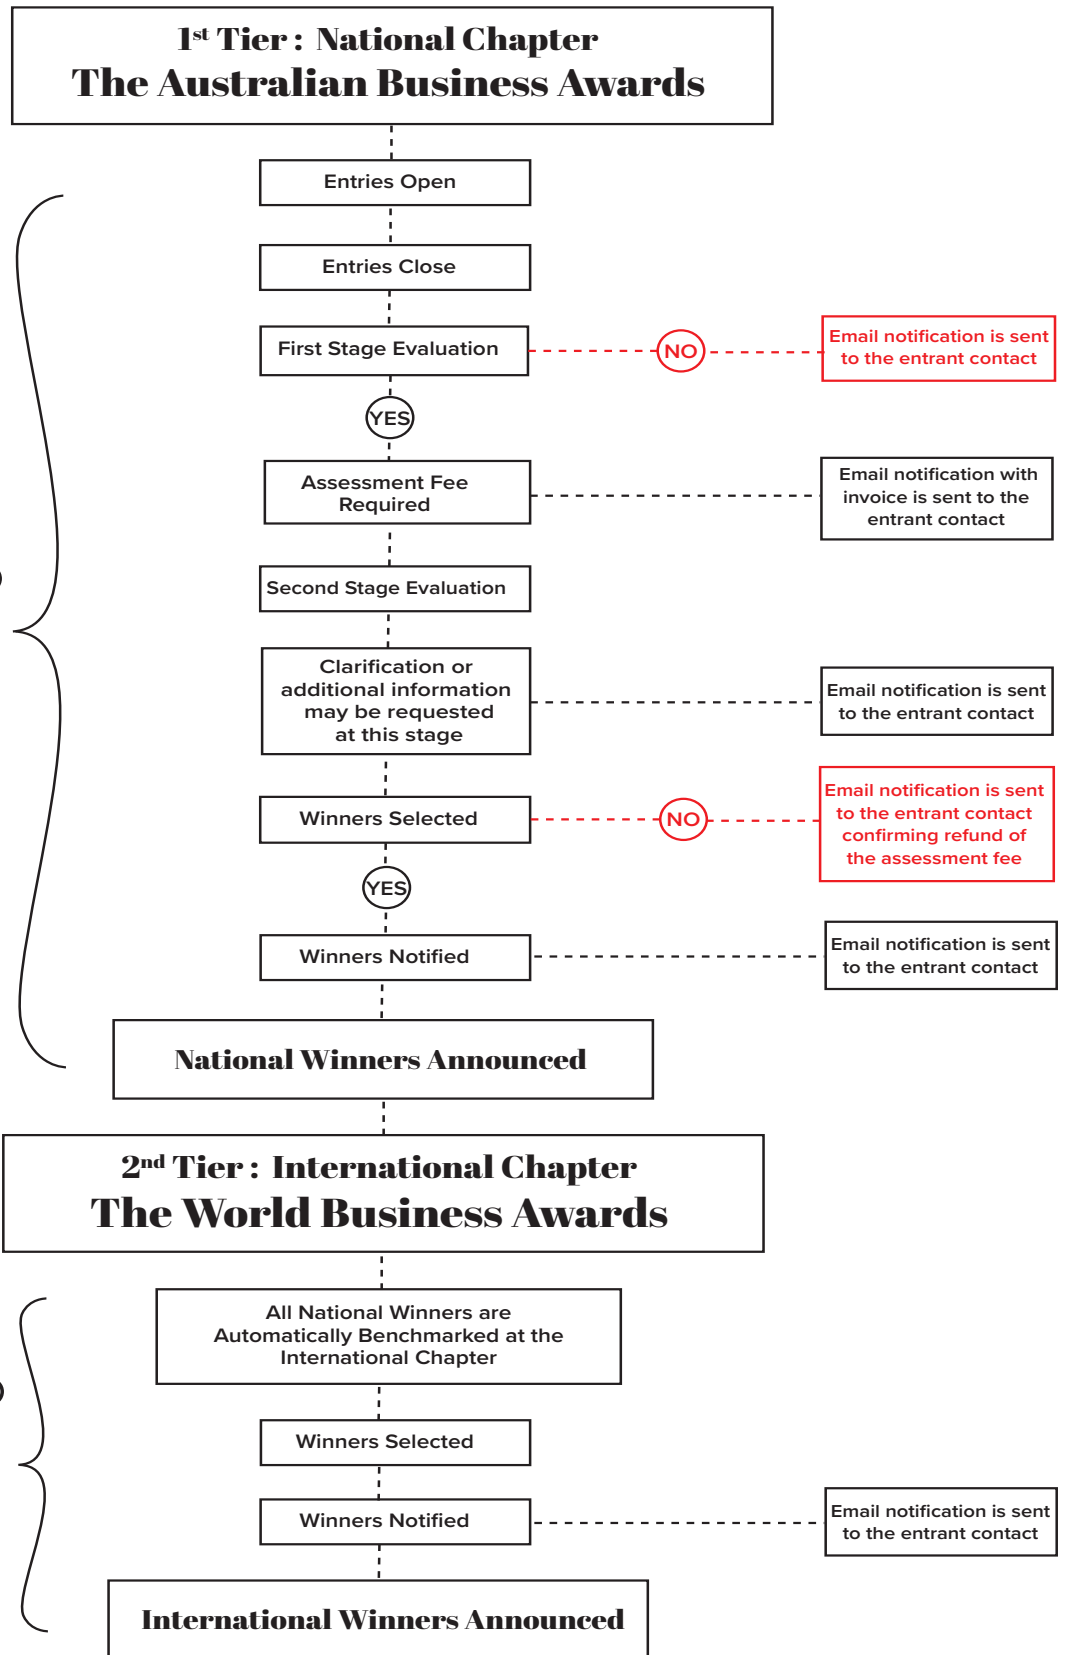 1st Tier : National Chapter
The Australian Business Awards
Entries Open
Entries Close
First Stage Evaluation
NO
Email notification is sent
to the entrant contact
YES
Assessment Fee
Required
Email notification with
invoice is sent to the
entrant contact
Second Stage Evaluation
Clarification or
additional information
may be requested
at this stage
Email notification is sent
to the entrant contact
Winners Selected
NO
Email notification is sent
to the entrant contact
confirming refund of
the assessment fee
YES
Winners Notified
Email notification is sent
to the entrant contact
National Winners Announced
2nd Tier : International Chapter
The World Business Awards
All National Winners are
Automatically Benchmarked at the
International Chapter
Winners Selected
Winners Notified
Email notification is sent
to the entrant contact
International Winners Announced